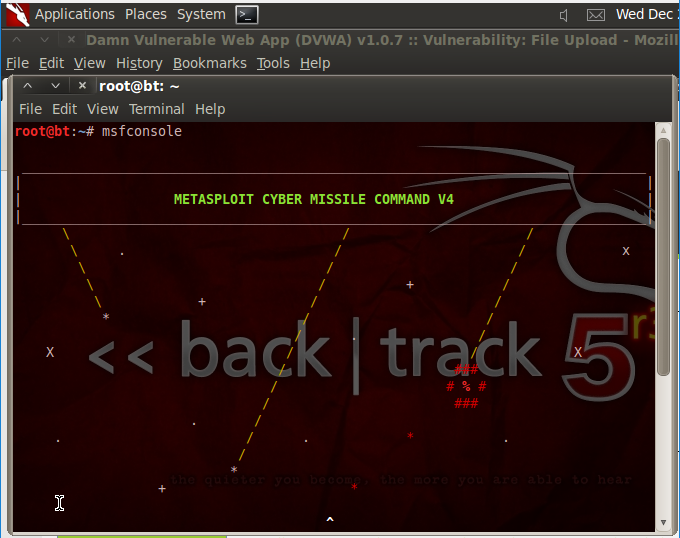 Applications Places System Wed Dec
Damn Vulnerable Web App (DVWA) v1.0.7 :: Vulnerability: File Upload - Mozill
File Edit View History Bookmarks Tools Help
root@bt: ~
File Edit View Terminal Help
root@bt:~# msfconsole
METASPLOIT CYBER MISSILE COMMAND V4
X
X
X
<< back | track 5 r3
### 
# % #
###
the quieter you become, the more you are able to hear
^